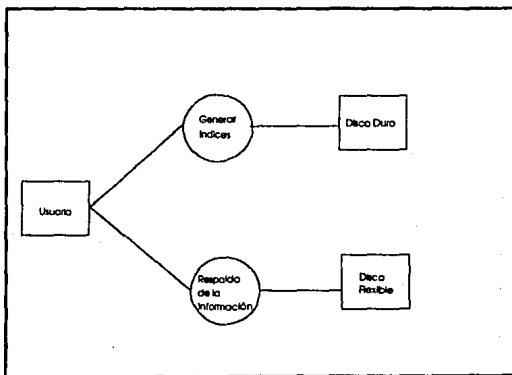 Generar
Indices
Disco Duro
Usuario
Respaldo
de la
Información
Disco
Flexible